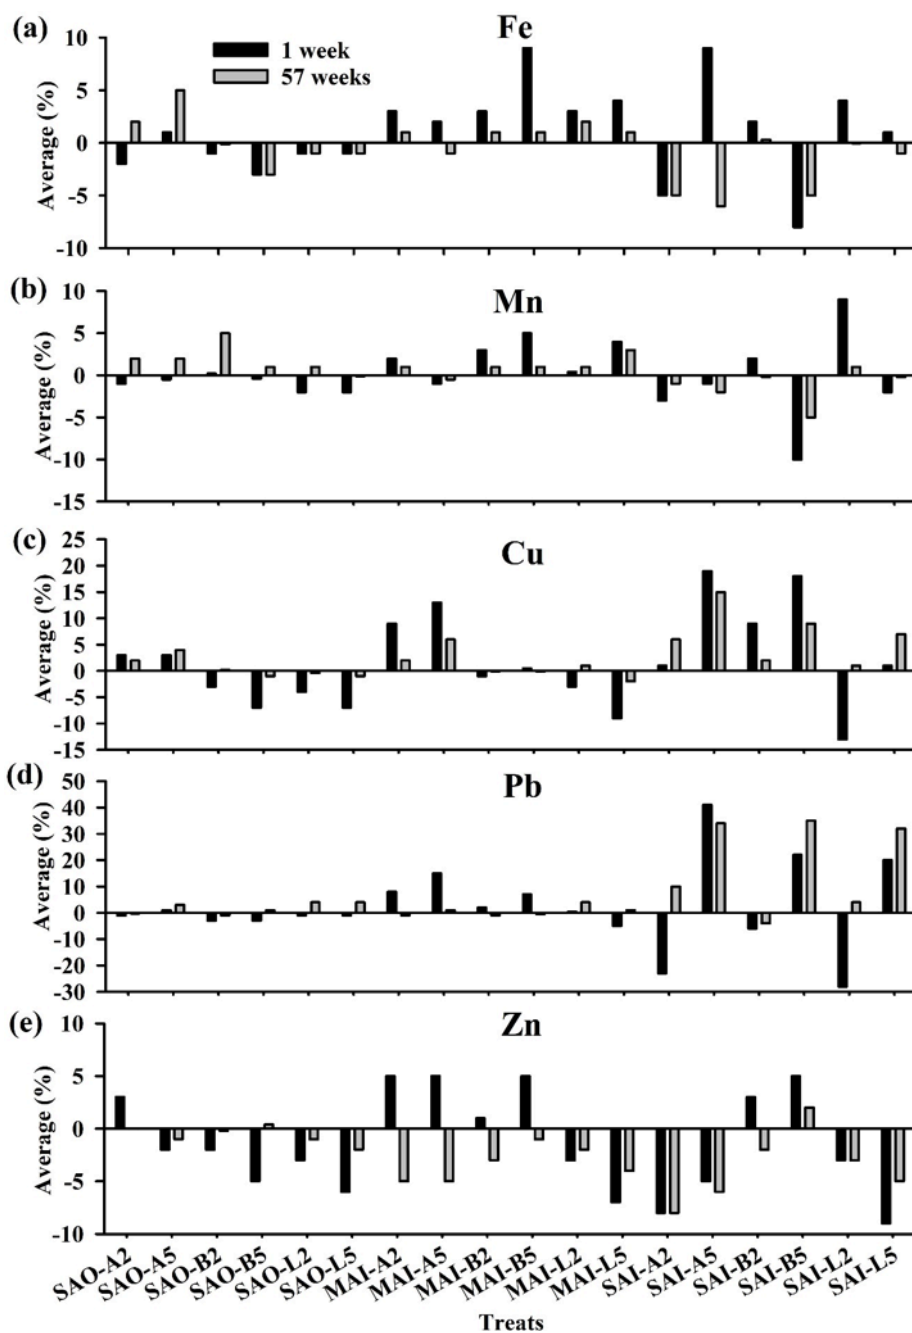 (a)
Fe
1 week
57 weeks
Average (%)
10
5
0
-5
-10
(b)
Mn
Average (%)
10
5
0
-5
-10
-15
(c)
Cu
Average (%)
25
20
15
10
5
0
-5
-10
-15
(d)
Pb
Average (%)
50
40
30
20
10
0
-10
-20
-30
(e)
Zn
Average (%)
10
5
0
-5
-10
SAO-A2
SAO-A5
SAO-B2
SAO-B5
SAO-L2
SAO-L5
MAI-A2
MAI-A5
MAI-B2
MAI-B5
MAI-L2
MAI-L5
SAI-A2
SAI-A5
SAI-B2
SAI-B5
SAI-L2
SAI-L5
Treats